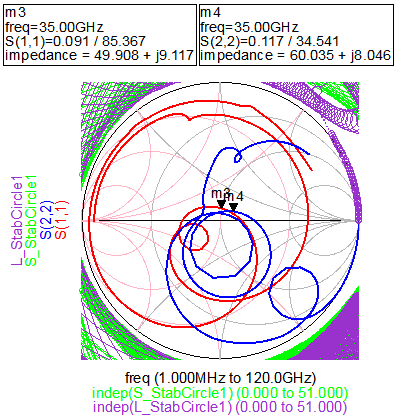 m3
freq=35.00GHz
S(1,1)=0.091 / 85.367
impedance = 49.908 + j9.117
m4
freq=35.00GHz
S(2,2)=0.117 / 34.541
impedance = 60.035 + j8.046
L_StabCircle1
S_StabCircle1
S(2,2)
S(1,1)
m3
m4
freq (1.000MHz to 120.0GHz)
indep(S_StabCircle1) (0.000 to 51.000)
indep(L_StabCircle1) (0.000 to 51.000)